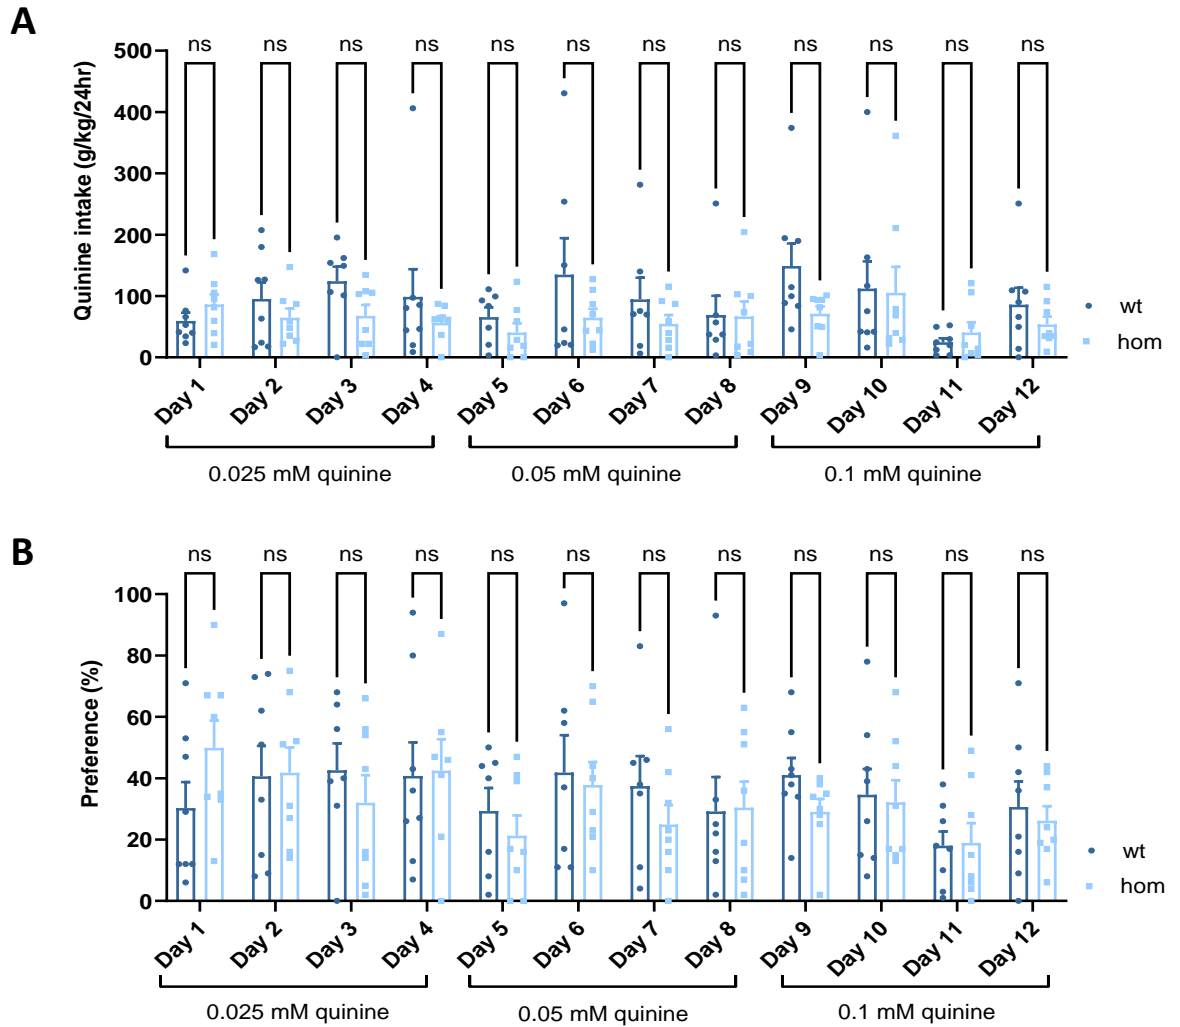 A
Quinine intake (g/kg/24hr)
500
400
300
200
100
0
ns ns ns ns ns ns ns ns ns ns ns ns
Day 1 Day 2 Day 3 Day 4 Day 5 Day 6 Day 7 Day 8 Day 9 Day 10 Day 11 Day 12
0.025 mM quinine 0.05 mM quinine 0.1 mM quinine
wt
hom
B
Preference (%)
100
80
60
40
20
0
ns ns ns ns ns ns ns ns ns ns ns ns
Day 1 Day 2 Day 3 Day 4 Day 5 Day 6 Day 7 Day 8 Day 9 Day 10 Day 11 Day 12
0.025 mM quinine 0.05 mM quinine 0.1 mM quinine
wt
hom